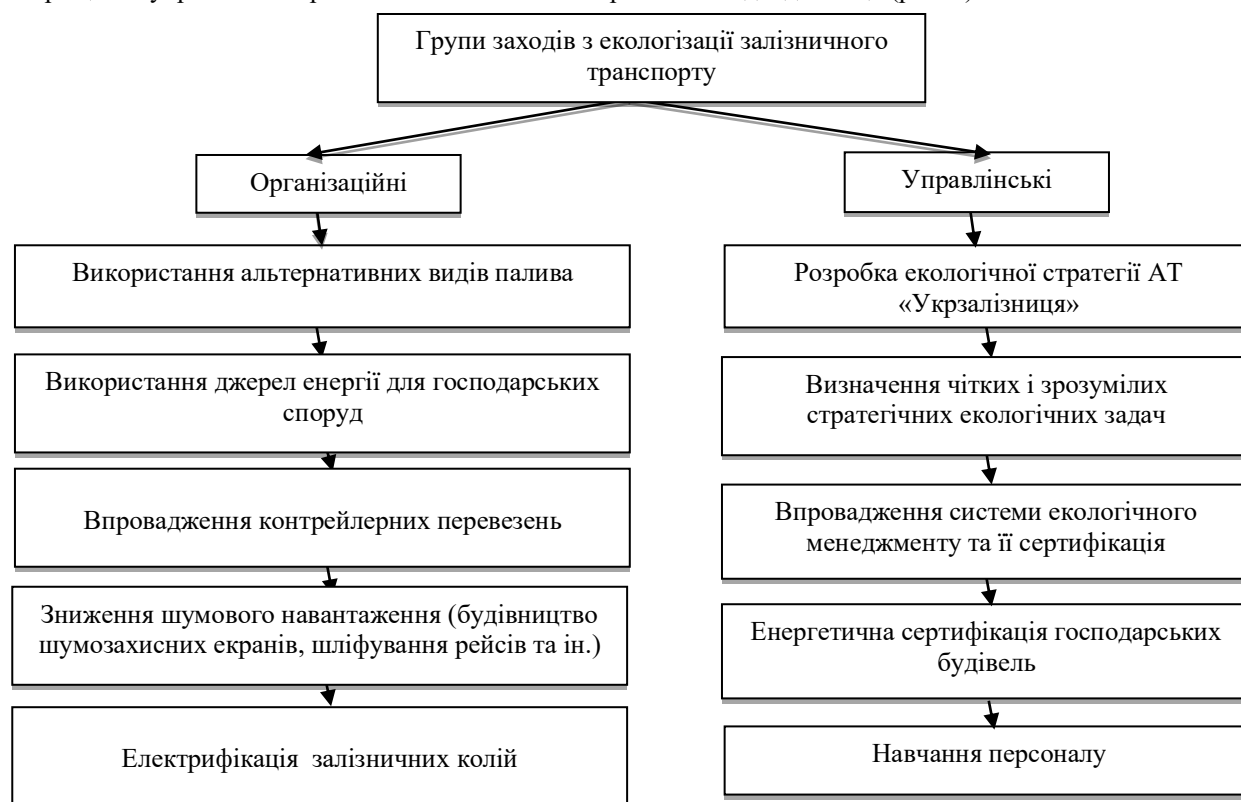 Групи заходів з екологізації залізничного
транспорту
Організаційні
Управлінські
Використання альтернативних видів палива
Використання джерел енергії для господарських
споруд
Впровадження контрейлерних перевезень
Зниження шумового навантаження (будівництво
шумозахисних екранів, шліфування рейсів та ін.)
Електрифікація залізничних колій
Розробка екологічної стратегії АТ
«Укрзалізниця»
Визначення чітких і зрозумілих
стратегічних екологічних задач
Впровадження системи екологічного
менеджменту та її сертифікація
Енергетична сертифікація господарських
будівель
Навчання персоналу